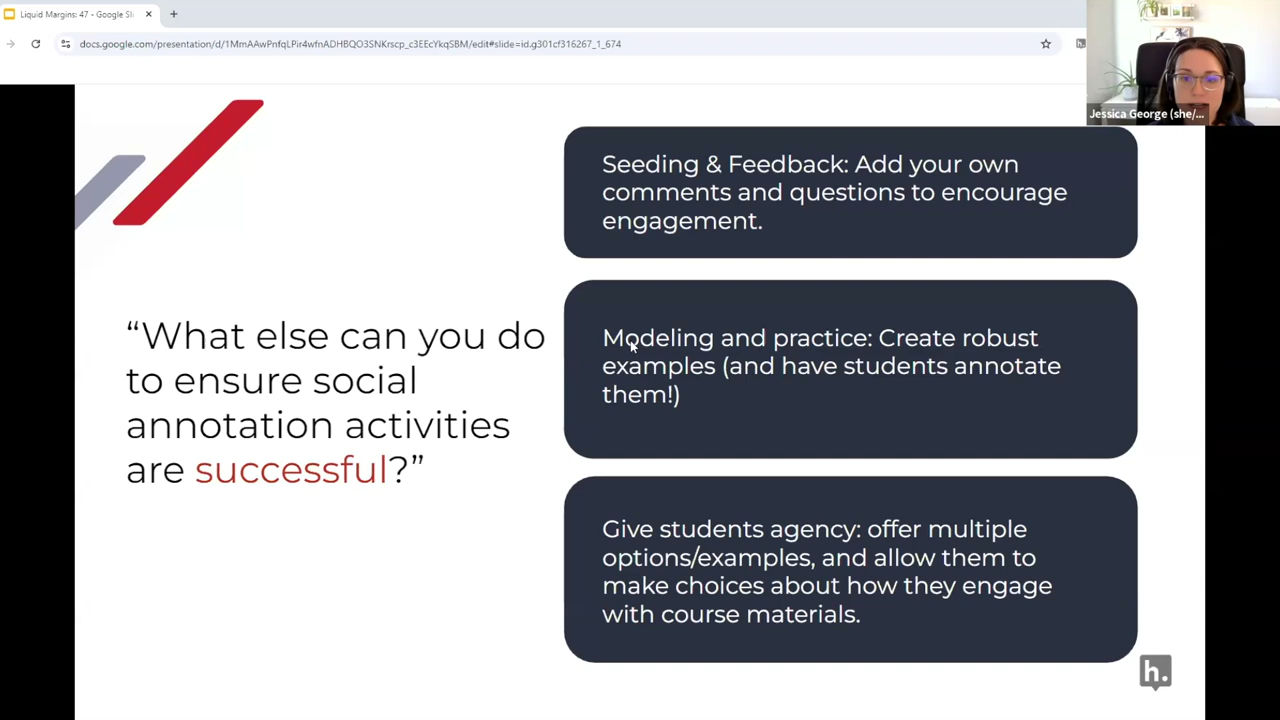 Liquid Margins: 47 - Google Sli
docs.google.com/presentation/d/1MmAAwPnfqLPir4wfnADHBQO3SNKrscp_c3EEcYkqSBM/edit#slide=id.g301cf316267_1_674
Jessica George (she/...
Seeding & Feedback: Add your own
comments and questions to encourage
engagement.
“What else can you do
to ensure social
annotation activities
are successful?”
Modeling and practice: Create robust
examples (and have students annotate
them!)
Give students agency: offer multiple
options/examples, and allow them to
make choices about how they engage
with course materials.
h.